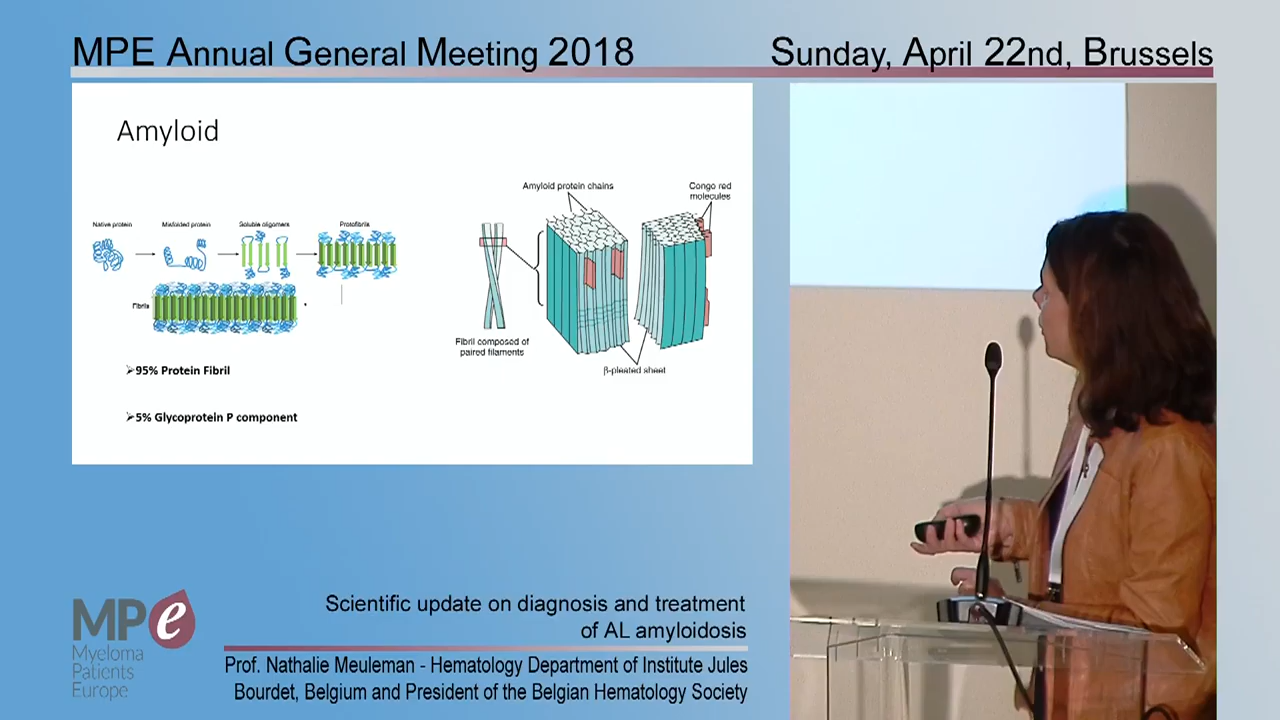 MPE Annual General Meeting 2018
Sunday, April 22nd, Brussels
Amyloid
Native protein
Misfolded protein
Soluble oligomers
Protofibrils
Fibrils
95% Protein Fibril
5% Glycoprotein P component
Amyloid protein chains
Congo red
molecules
Fibril composed of
paired filaments
β-pleated sheet
MPe
Myeloma
Patients
Europe
Scientific update on diagnosis and treatment
of AL amyloidosis
Prof. Nathalie Meuleman - Hematology Department of Institute Jules
Bourdet, Belgium and President of the Belgian Hematology Society